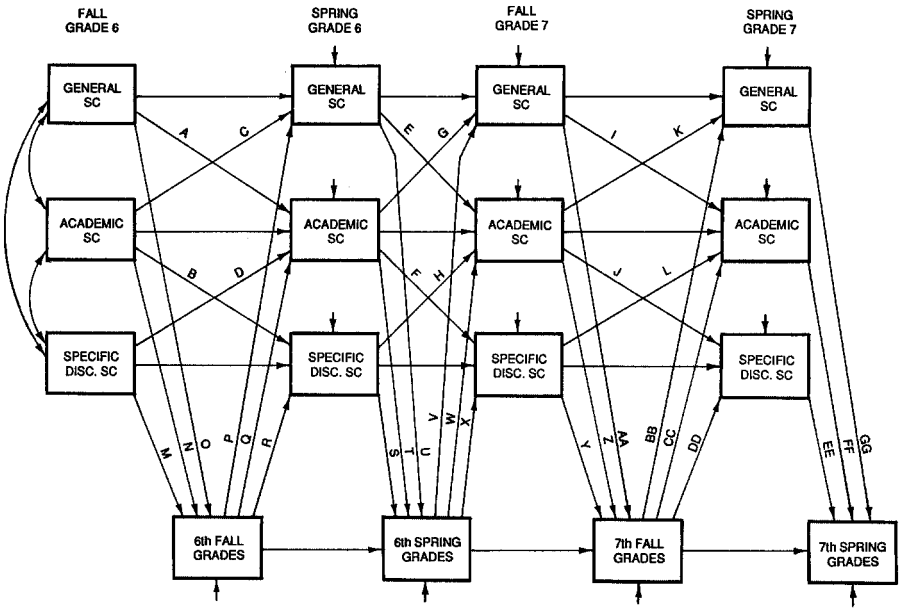 FALL
GRADE 6
SPRING
GRADE 6
FALL
GRADE 7
SPRING
GRADE 7
GENERAL
SC
GENERAL
SC
GENERAL
SC
GENERAL
SC
A
C
E
G
I
K
ACADEMIC
SC
ACADEMIC
SC
ACADEMIC
SC
ACADEMIC
SC
B
D
F
H
J
L
SPECIFIC
DISC. SC
SPECIFIC
DISC. SC
SPECIFIC
DISC. SC
SPECIFIC
DISC. SC
M
N
O
P
Q
R
S
T
U
V
W
X
Y
Z
AA
BB
CC
DD
EE
FF
GG
6th FALL
GRADES
6th SPRING
GRADES
7th FALL
GRADES
7th SPRING
GRADES